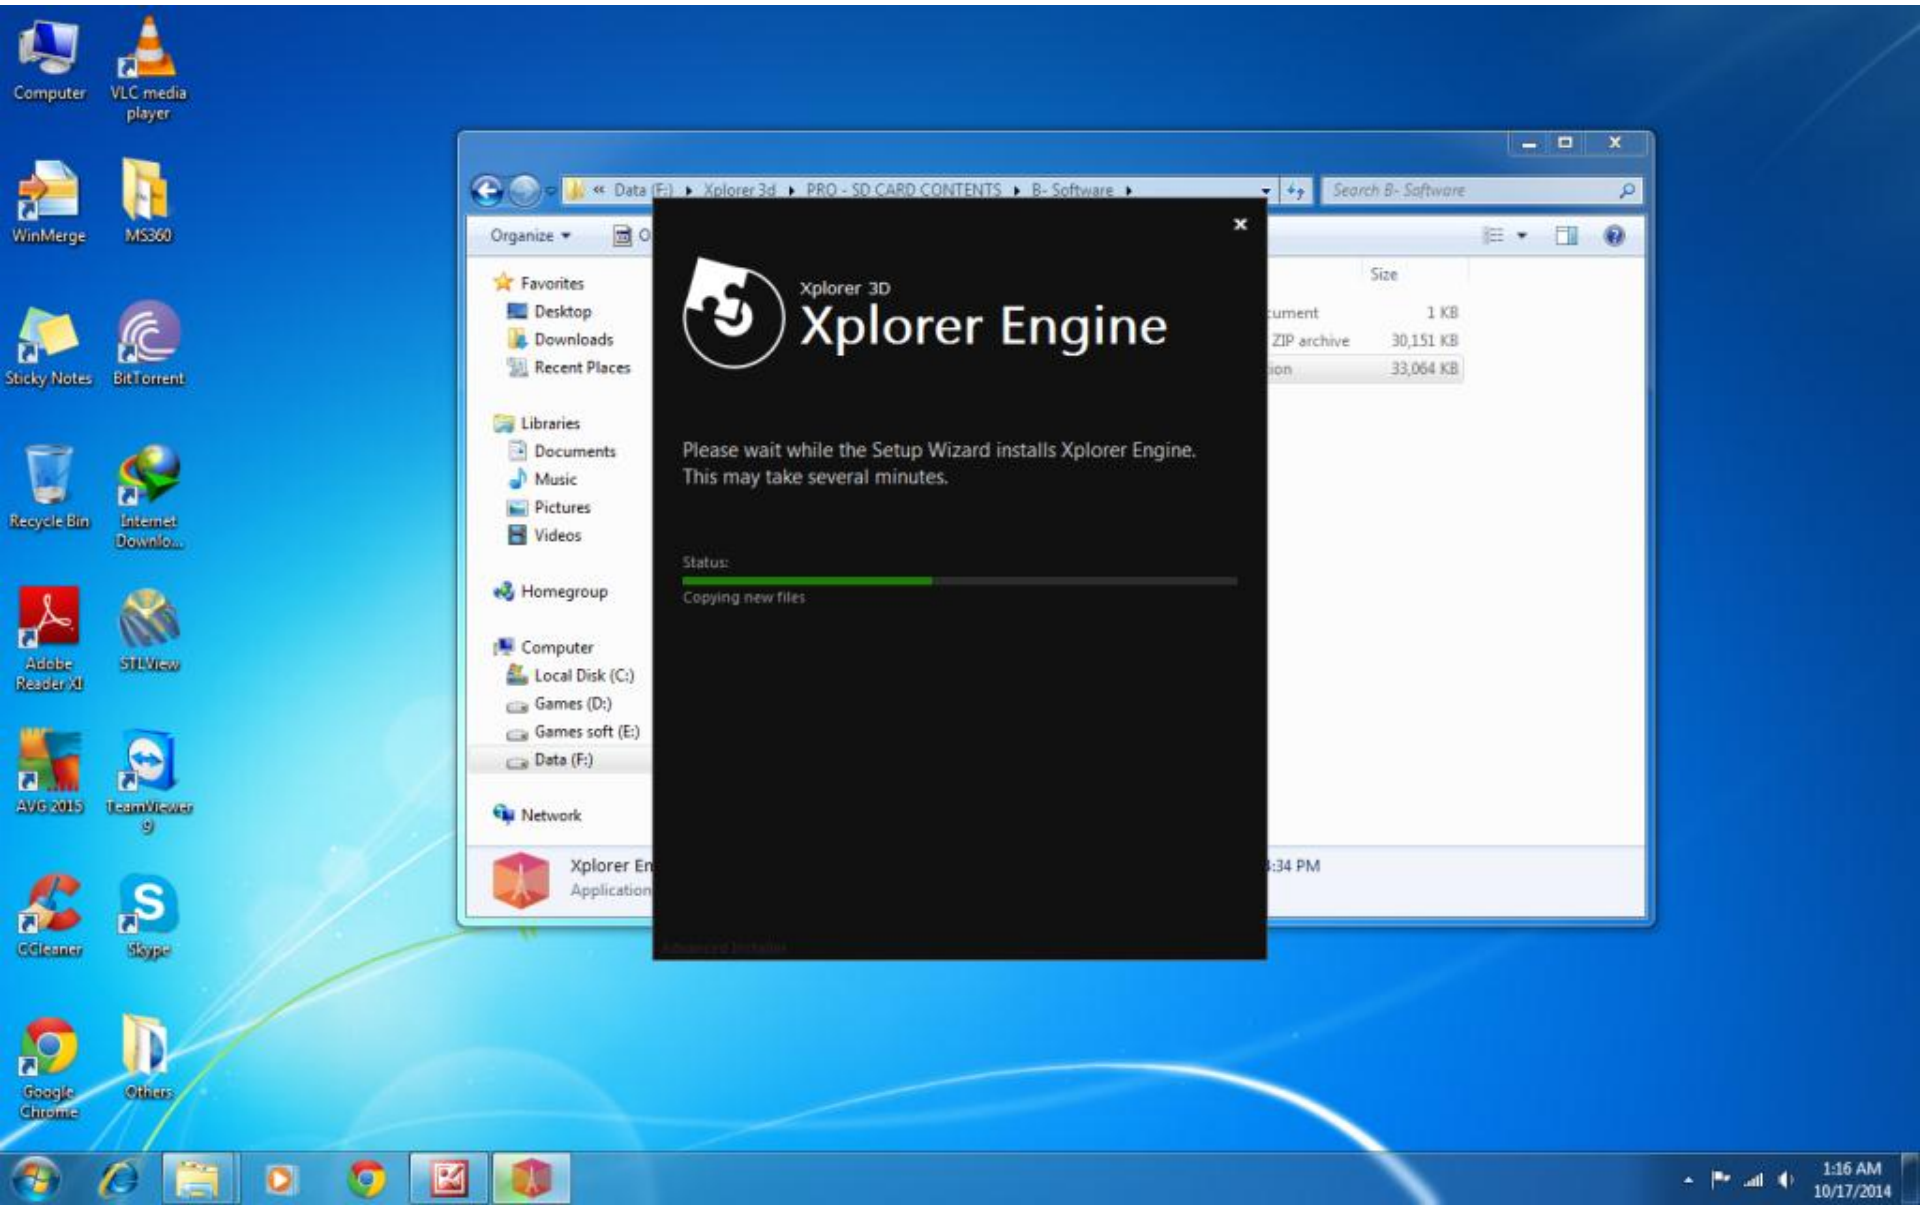 Computer
VLC media
player
WinMerge
MS360
Sticky Notes
BitTorrent
Recycle Bin
Internet
Downlo...
Adobe
Reader XI
STLView
AVG 2015
TeamViewer
9
CCleaner
Skype
Google
Chrome
Others
« Data (F:) ▸ Xplorer 3d ▸ PRO - SD CARD CONTENTS ▸ B- Software ▸
Search B- Software
Organize
O
Favorites
Desktop
Downloads
Recent Places
Libraries
Documents
Music
Pictures
Videos
Homegroup
Computer
Local Disk (C:)
Games (D:)
Games soft (E:)
Data (F:)
Network
Size
cument 1 KB
ZIP archive 30,151 KB
ion 33,064 KB
Xplorer En
Application
:34 PM
x
Xplorer 3D
Xplorer Engine
Please wait while the Setup Wizard installs Xplorer Engine.
This may take several minutes.
Status:
Copying new files
Advanced Installer
1:16 AM
10/17/2014